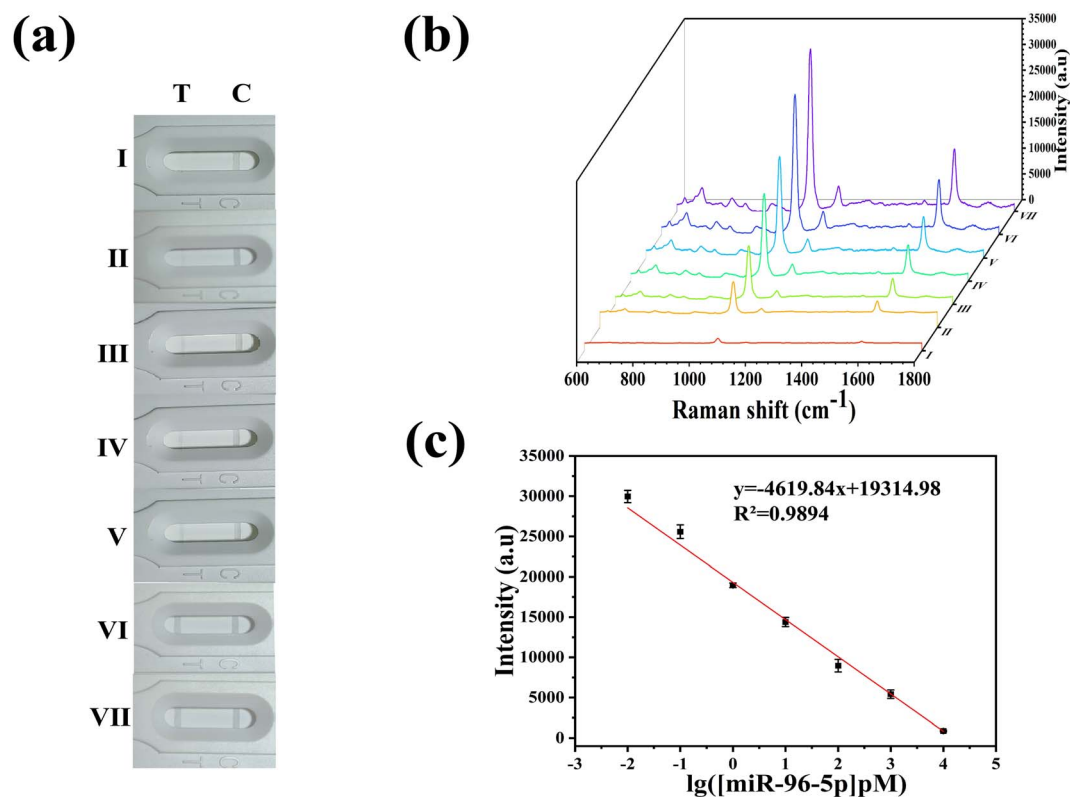 (a)
T C
I
T C
II
T C
III
T C
IV
T C
V
T C
VI
T C
VII
(b)
35000
30000
25000
20000
15000
10000
5000
0
Intensity (a.u)
VII
VI
V
IV
III
II
I
600 800 1000 1200 1400 1600 1800
Raman shift (cm⁻¹)
(c)
35000
30000
25000
20000
15000
10000
5000
0
Intensity (a.u)
y=-4619.84x+19314.98
R²=0.9894
-3 -2 -1 0 1 2 3 4 5
lg([miR-96-5p]pM)